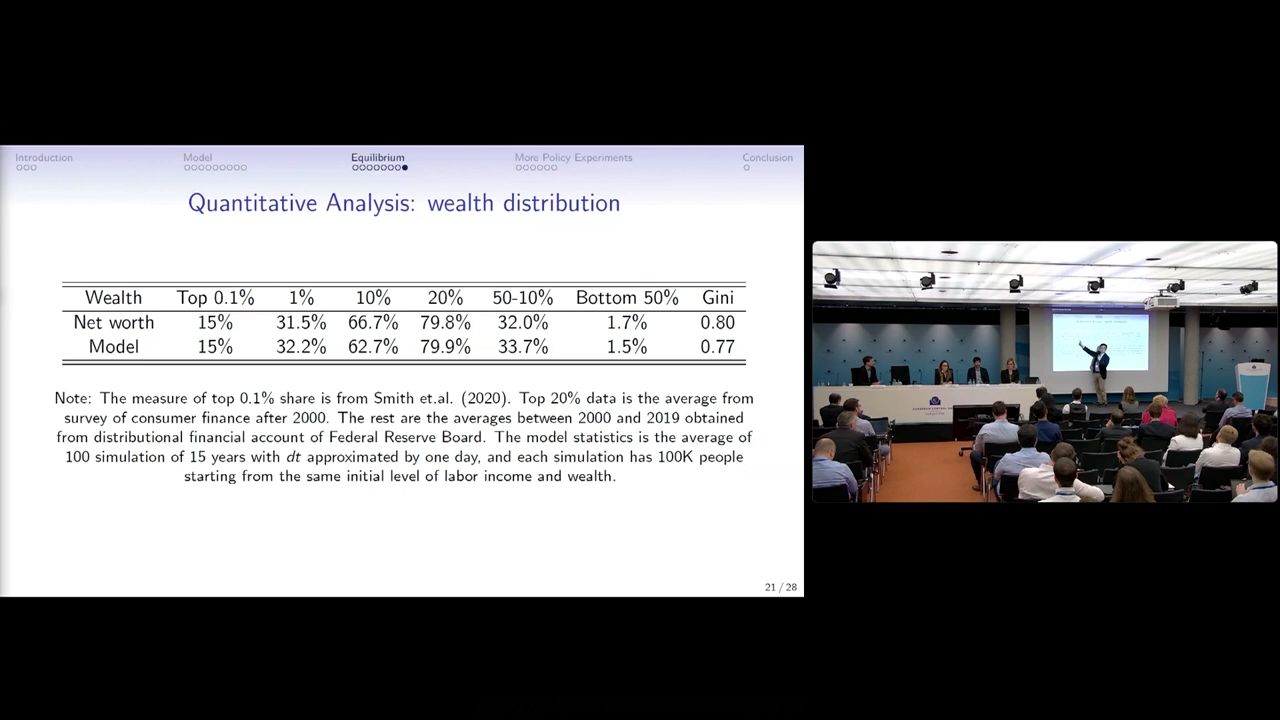 Introduction Model Equilibrium More Policy Experiments Conclusion
Quantitative Analysis: wealth distribution
Wealth Top 0.1% 1% 10% 20% 50-10% Bottom 50% Gini
Net worth 15% 31.5% 66.7% 79.8% 32.0% 1.7% 0.80
Model 15% 32.2% 62.7% 79.9% 33.7% 1.5% 0.77
Note: The measure of top 0.1% share is from Smith et.al. (2020). Top 20% data is the average from
survey of consumer finance after 2000. The rest are the averages between 2000 and 2019 obtained
from distributional financial account of Federal Reserve Board. The model statistics is the average of
100 simulation of 15 years with dt approximated by one day, and each simulation has 100K people
starting from the same initial level of labor income and wealth.
21 / 28